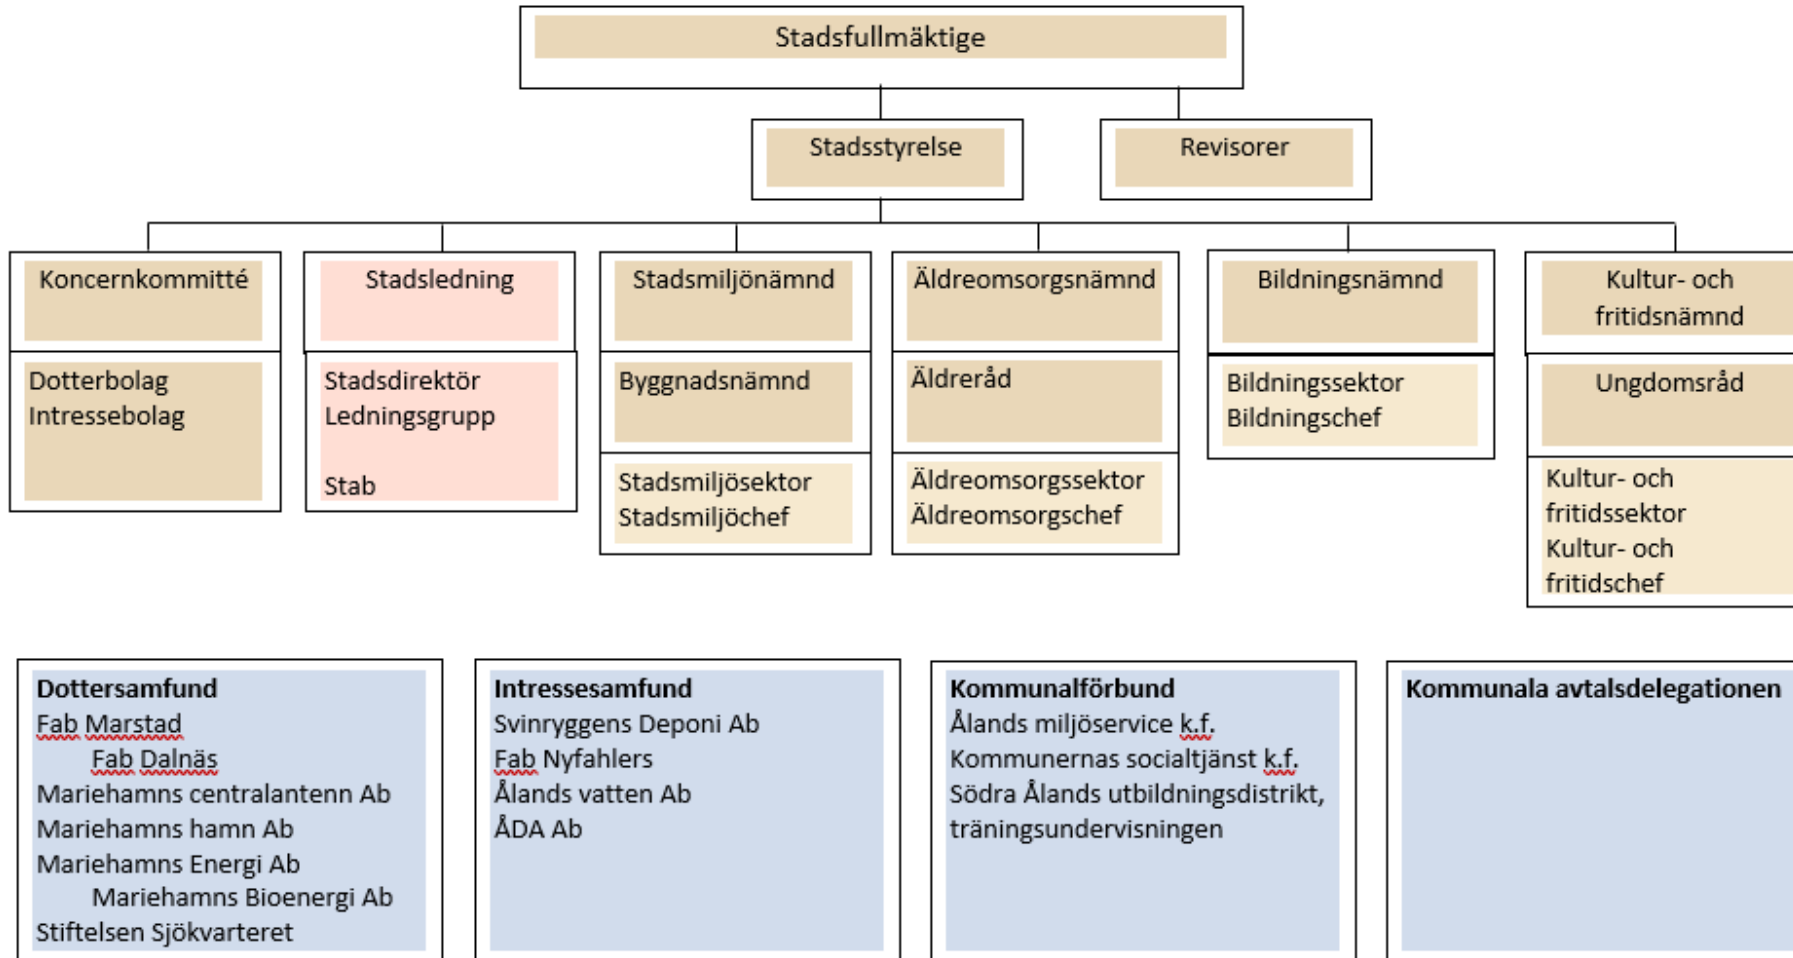 Stadsfullmäktige
Stadsstyrelse
Revisorer
Koncernkommitté
Dotterbolag
Intressebolag
Stadsledning
Stadsdirektör
Ledningsgrupp
Stab
Stadsmiljönämnd
Byggnadsnämnd
Stadsmiljösektor
Stadsmiljöchef
Äldreomsorgsnämnd
Äldreråd
Äldreomsorgssektor
Äldreomsorgschef
Bildningsnämnd
Bildningssektor
Bildningschef
Kultur- och
fritidsnämnd
Ungdomsråd
Kultur- och
fritidssektor
Kultur- och
fritidschef
Dottersamfund
Fab Marstad
Fab Dalnäs
Mariehamns centralantenn Ab
Mariehamns hamn Ab
Mariehamns Energi Ab
Mariehamns Bioenergi Ab
Stiftelsen Sjökvarteret
Intressesamfund
Svinryggens Deponi Ab
Fab Nyfahlers
Ålands vatten Ab
ÅDA Ab
Kommunalförbund
Ålands miljöservice k.f.
Kommunernas socialtjänst k.f.
Södra Ålands utbildningsdistrikt,
träningsundervisningen
Kommunala avtalsdelegationen